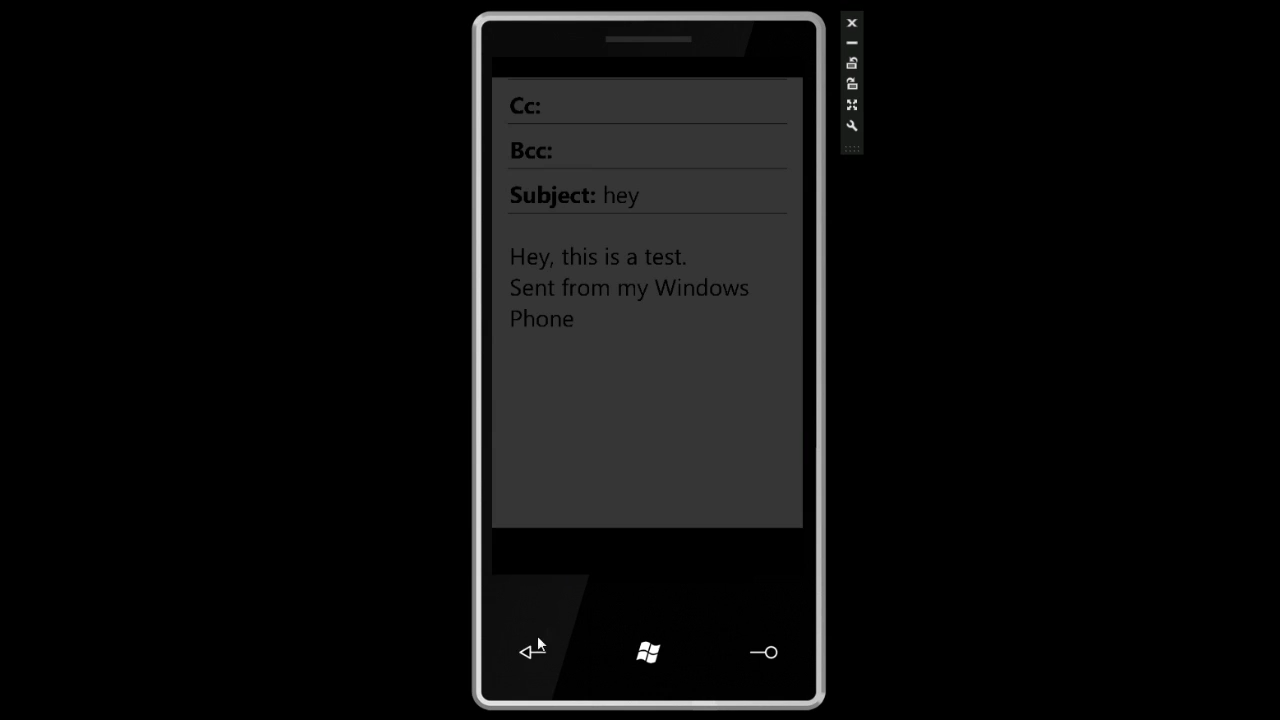 Cc:
Bcc:
Subject: hey
Hey, this is a test.
Sent from my Windows
Phone